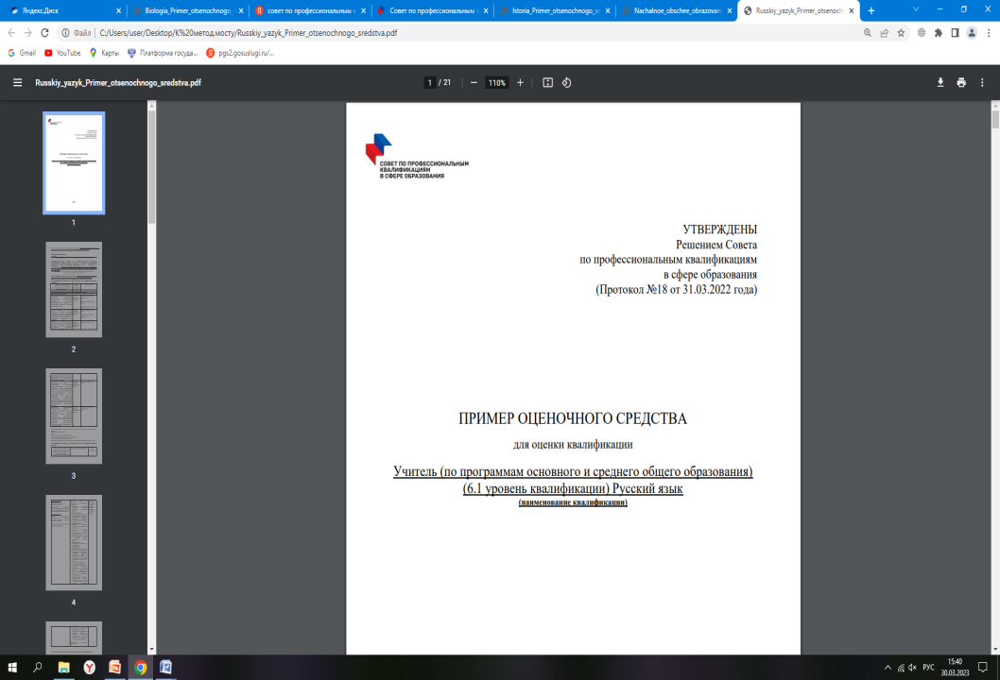 Яндекс.Диск
Biologia_Primer_otsenochnogo_
совет по профессиональным
Совет по профессиональным
Istoria_Primer_otsenochnogo_s
Nachalnoe_obschee_obrazovan
Russkiy_yazyk_Primer_otsenoch
Файл | C:/Users/user/Desktop/К%20метод.мосту/Russkiy_yazyk_Primer_otsenochnogo_sredstva.pdf
Gmail YouTube Карты Платформа госуда... pgs2.gosuslugi.ru/...
Russkiy_yazyk_Primer_otsenochnogo_sredstva.pdf
1 / 21 — 110% +
1
2
3
4
СОВЕТ ПО ПРОФЕССИОНАЛЬНЫМ
КВАЛИФИКАЦИЯМ
В СФЕРЕ ОБРАЗОВАНИЯ
УТВЕРЖДЕНЫ
Решением Совета
по профессиональным квалификациям
в сфере образования
(Протокол №18 от 31.03.2022 года)
ПРИМЕР ОЦЕНОЧНОГО СРЕДСТВА
для оценки квалификации
Учитель (по программам основного и среднего общего образования)
(6.1 уровень квалификации) Русский язык
(наименование квалификации)
РУС
15:40
30.03.2023